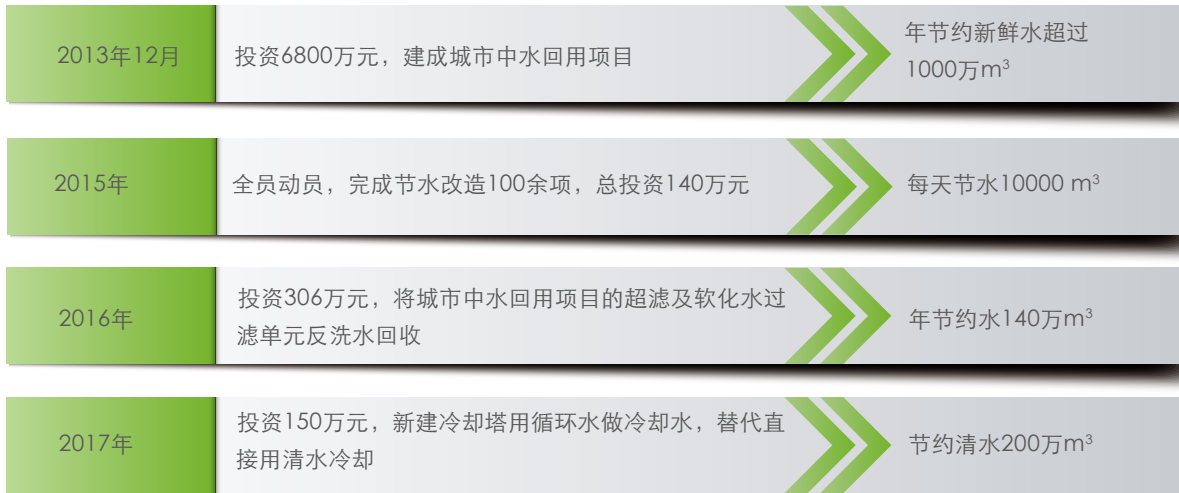 2013年12月
投资6800万元，建成城市中水回用项目
年节约新鲜水超过
1000万m³
2015年
全员动员，完成节水改造100余项，总投资140万元
每天节水10000 m³
2016年
投资306万元，将城市中水回用项目的超滤及软化水过
滤单元反洗水回收
年节约水140万m³
2017年
投资150万元，新建冷却塔用循环水做冷却水，替代直
接用清水冷却
节约清水200万m³